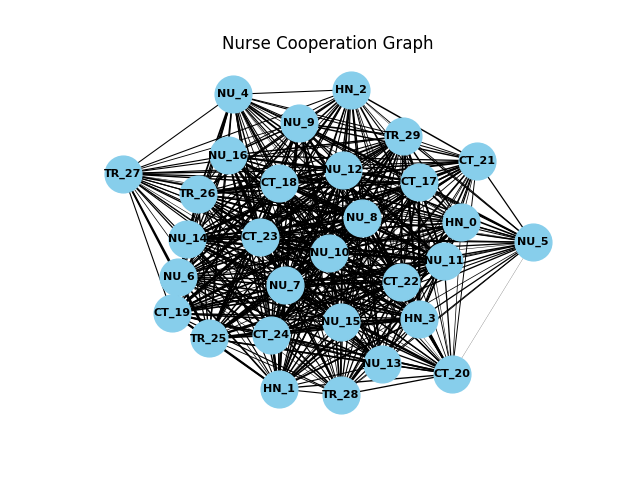 Nurse Cooperation Graph
HN_2
NU_4
NU_9
TR_29
NU_16
CT_21
NU_12
TR_27
CT_18
CT_17
TR_26
NU_8
HN_0
CT_23
NU_14
NU_5
NU_10
NU_11
NU_6
CT_22
NU_7
CT_19
HN_3
NU_15
CT_24
TR_25
NU_13
CT_20
HN_1
TR_28